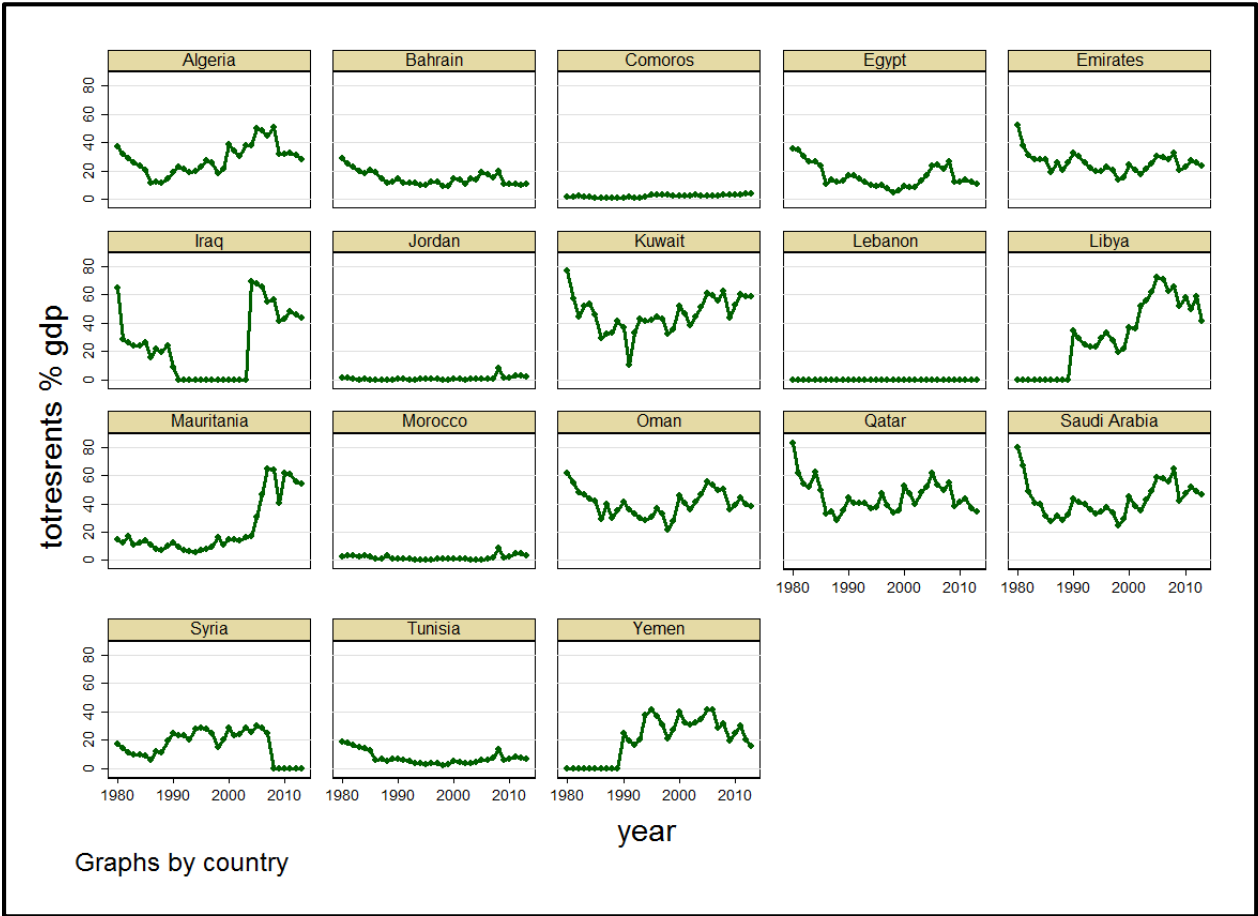 Algeria Bahrain Comoros Egypt Emirates
80
60
40
20
0
Iraq Jordan Kuwait Lebanon Libya
80
60
40
20
0
Mauritania Morocco Oman Qatar Saudi Arabia
80
60
40
20
0
1980 1990 2000 2010 1980 1990 2000 2010
Syria Tunisia Yemen
80
60
40
20
0
1980 1990 2000 2010 1980 1990 2000 2010 1980 1990 2000 2010
totresrents % gdp
year
Graphs by country